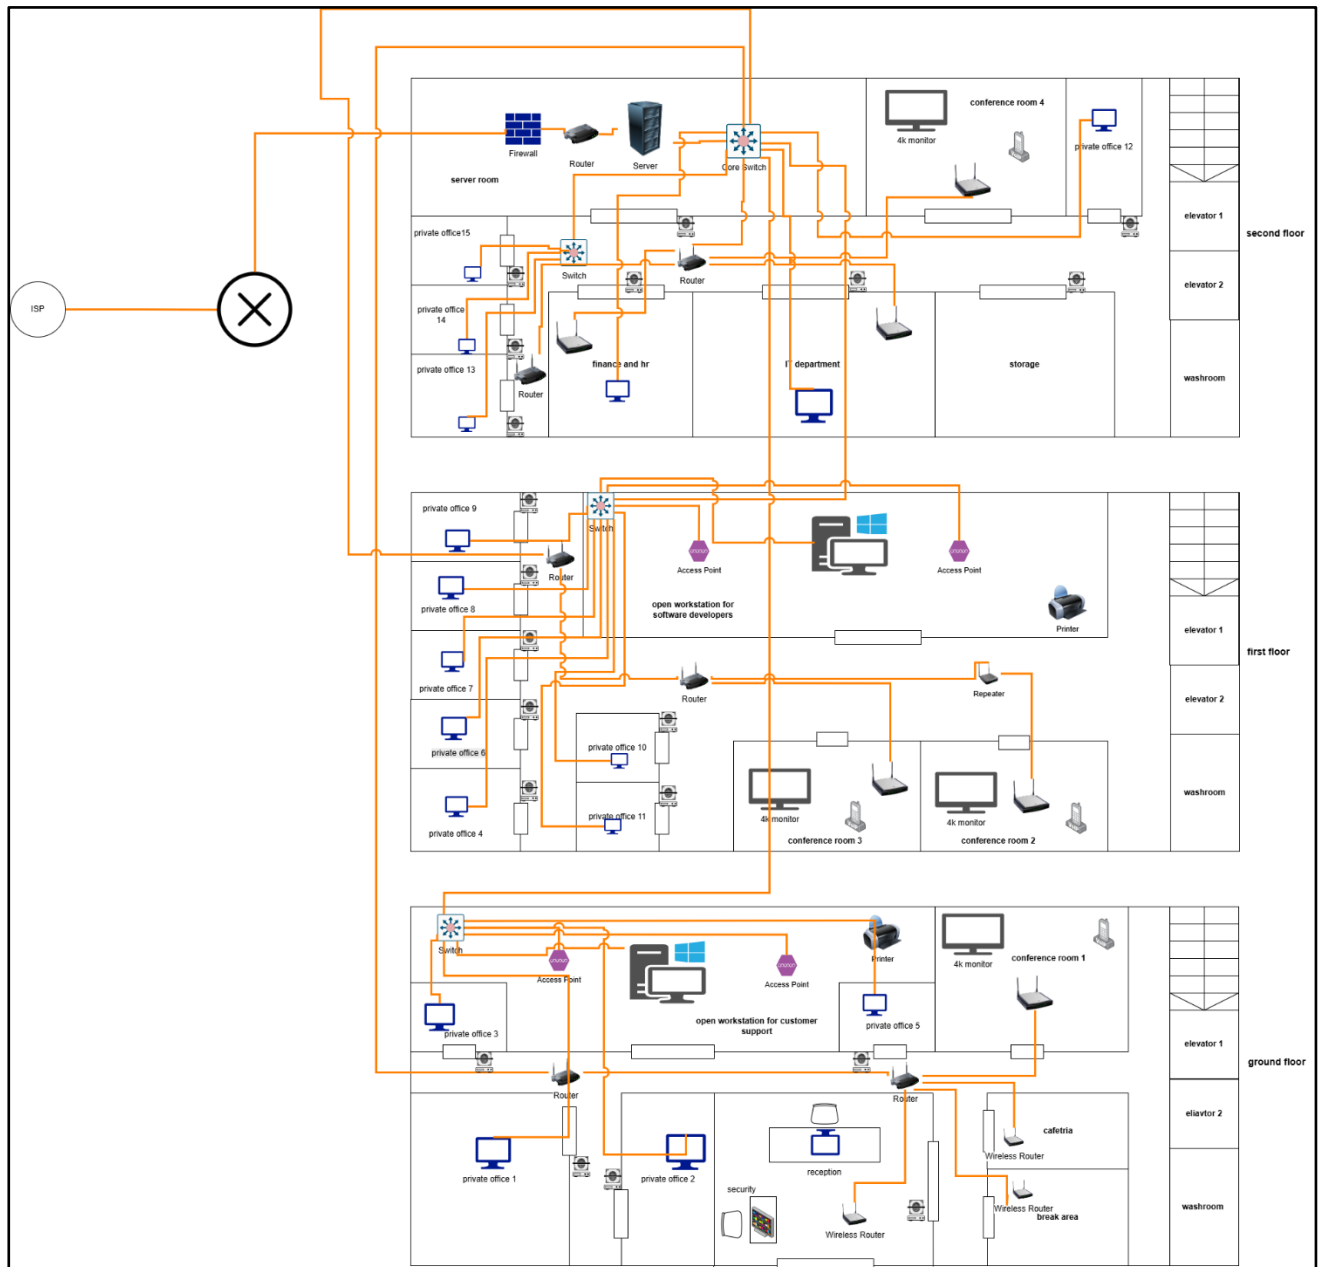 conference room 4
4k monitor
private office 12
Firewall
Router
Server
Core Switch
server room
elevator 1
second floor
private office15
Switch
Router
elevator 2
ISP
private office
14
private office 13
Router
finance and hr
IT department
storage
washroom
private office 9
Switch
Router
Access Point
Access Point
private office 8
open workstation for
software developers
Printer
elevator 1
first floor
private office 7
Router
Repeater
elevator 2
private office 6
private office 10
private office 4
private office 11
4k monitor
conference room 3
4k monitor
conference room 2
washroom
Switch
Access Point
Access Point
Printer
4k monitor
conference room 1
private office 3
open workstation for customer
support
private office 5
elevator 1
ground floor
Router
Router
eliavtor 2
cafetria
Wireless Router
private office 1
private office 2
reception
security
Wireless Router
Wireless Router
break area
washroom